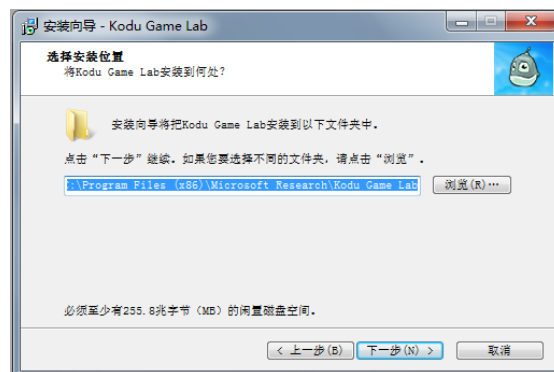 安装向导 - Kodu Game Lab
选择安装位置
将Kodu Game Lab安装到何处？
安装向导将把Kodu Game Lab安装到以下文件夹中。
点击“下一步”继续。如果您要选择不同的文件夹，请点击“浏览”。
:\Program Files (x86)\Microsoft Research\Kodu Game Lab
浏览(R)…
必须至少有255.8兆字节（MB）的闲置磁盘空间。
< 上一步(B)
下一步(N) >
取消